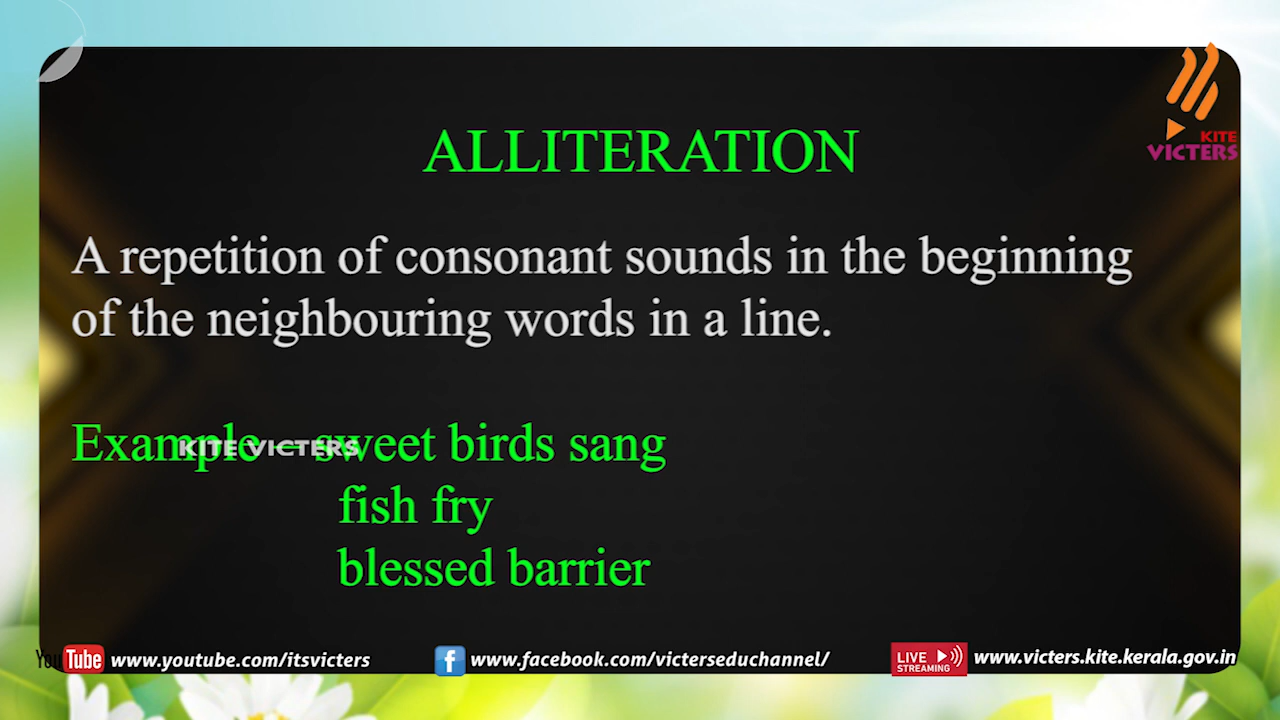 KITE
VICTERS
ALLITERATION
A repetition of consonant sounds in the beginning
of the neighbouring words in a line.
Example – sweet birds sang
KITE VICTERS
fish fry
blessed barrier
You Tube www.youtube.com/itsvicters
f www.facebook.com/victerseduchannel/
LIVE STREAMING www.victers.kite.kerala.gov.in